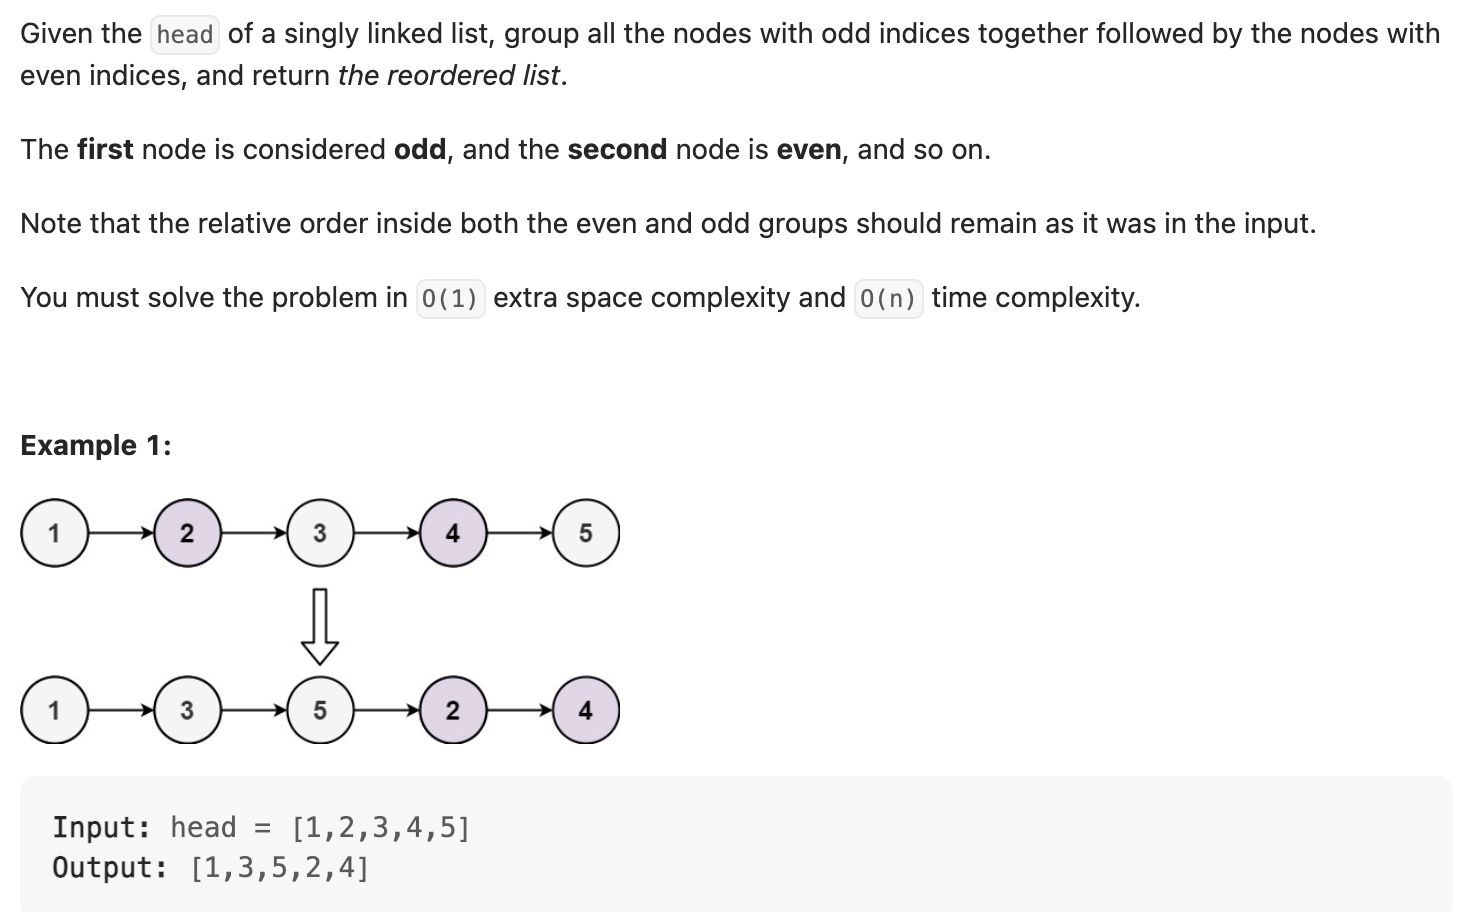 Given the head of a singly linked list, group all the nodes with odd indices together followed by the nodes with
even indices, and return the reordered list.
The first node is considered odd, and the second node is even, and so on.
Note that the relative order inside both the even and odd groups should remain as it was in the input.
You must solve the problem in O(1) extra space complexity and O(n) time complexity.
Example 1:
1 2 3 4 5
1 3 5 2 4
Input: head = [1,2,3,4,5]
Output: [1,3,5,2,4]